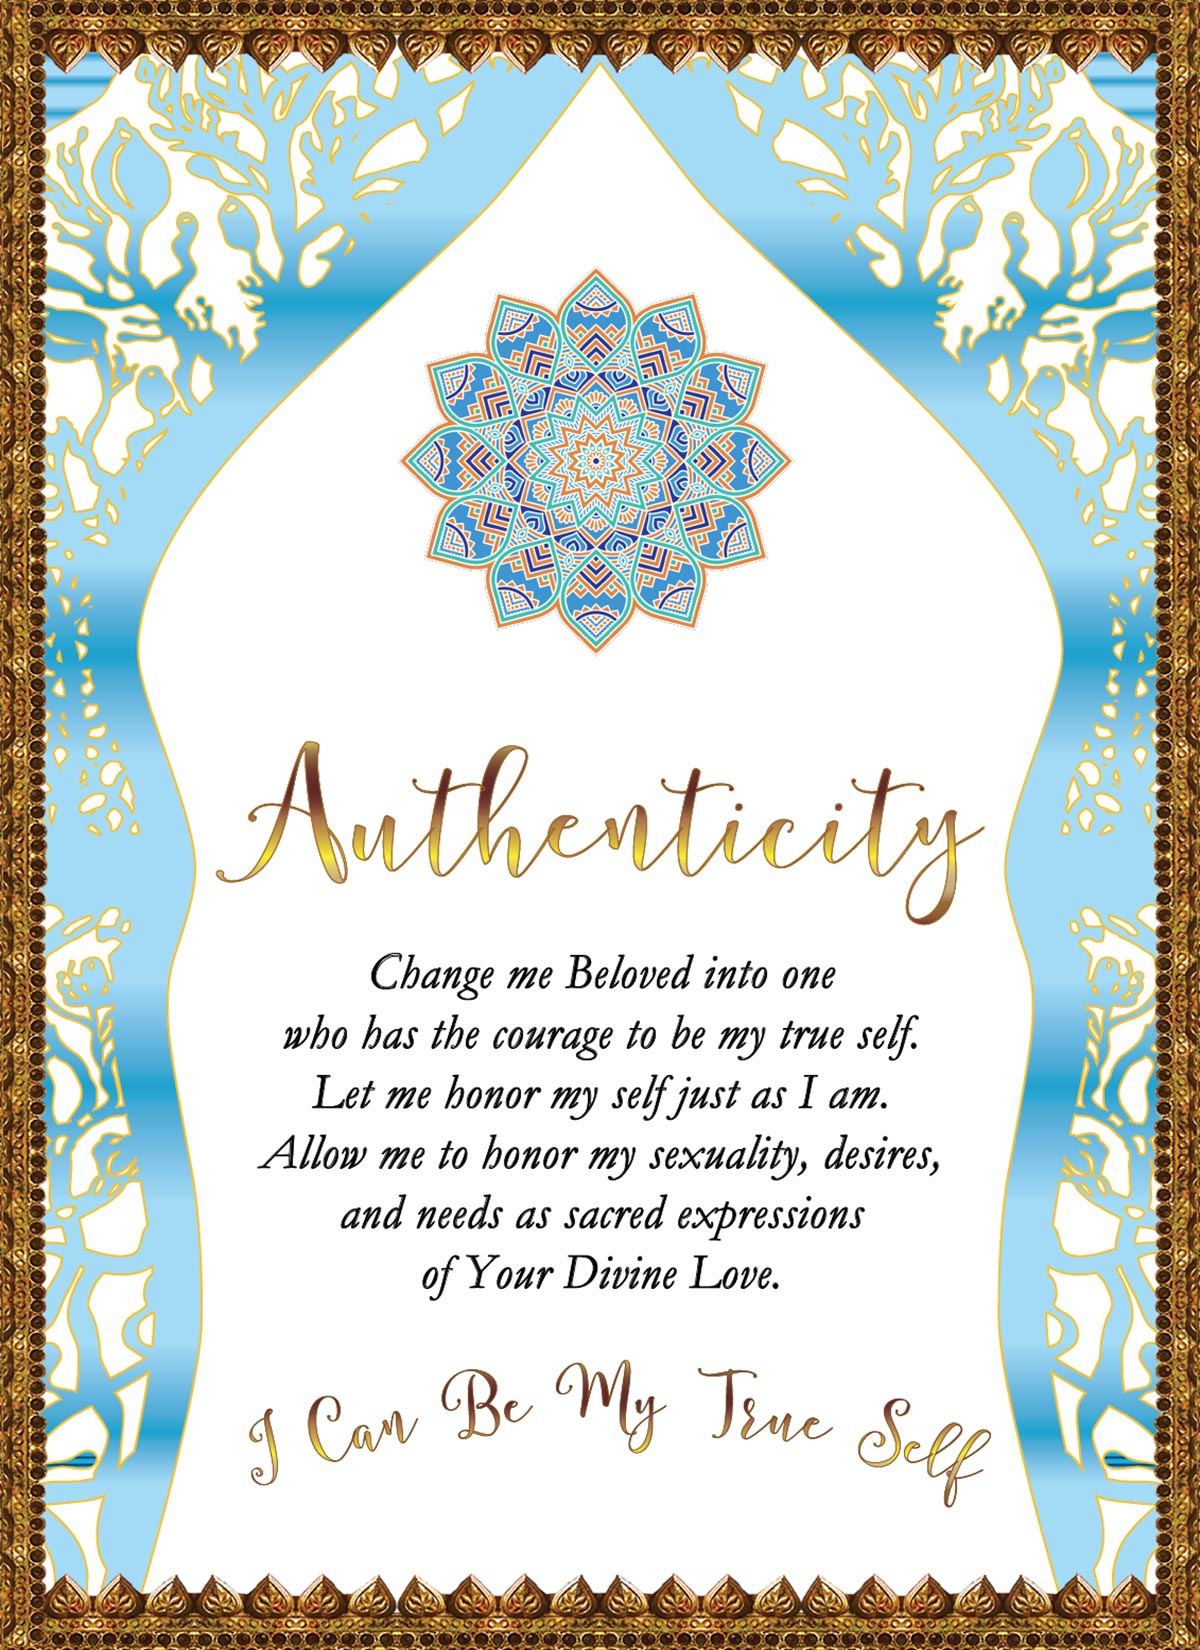 Authenticity
Change me Beloved into one
who has the courage to be my true self.
Let me honor my self just as I am.
Allow me to honor my sexuality, desires,
and needs as sacred expressions
of Your Divine Love.
I Can Be My True Self